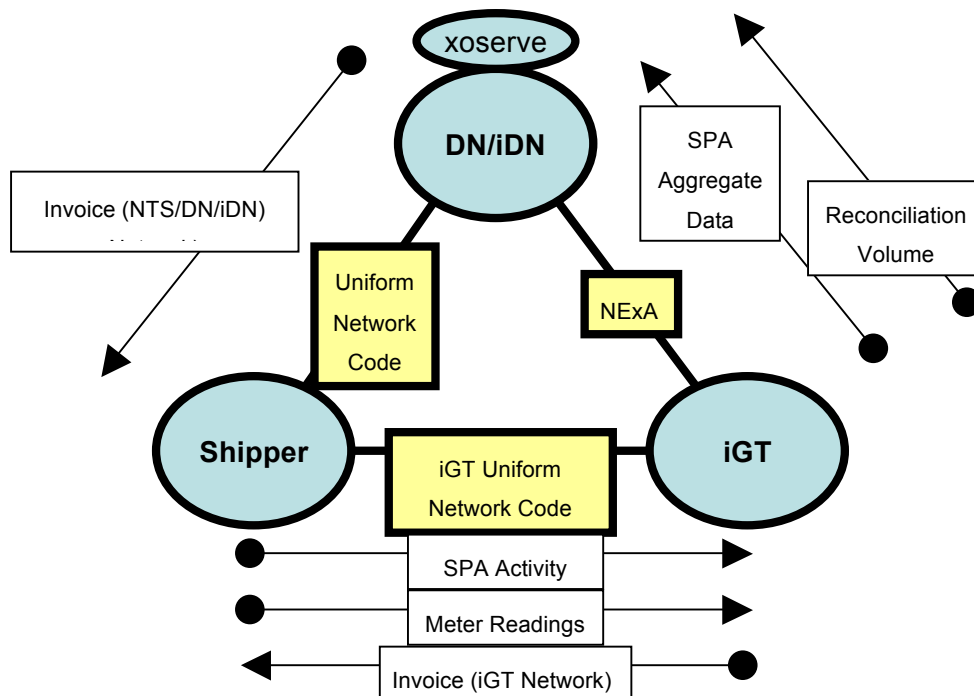 xoserve
DN/iDN
SPA
Aggregate
Data
Invoice (NTS/DN/iDN)
Reconciliation
Volume
Uniform
Network
Code
NExA
Shipper
iGT
iGT Uniform
Network Code
SPA Activity
Meter Readings
Invoice (iGT Network)